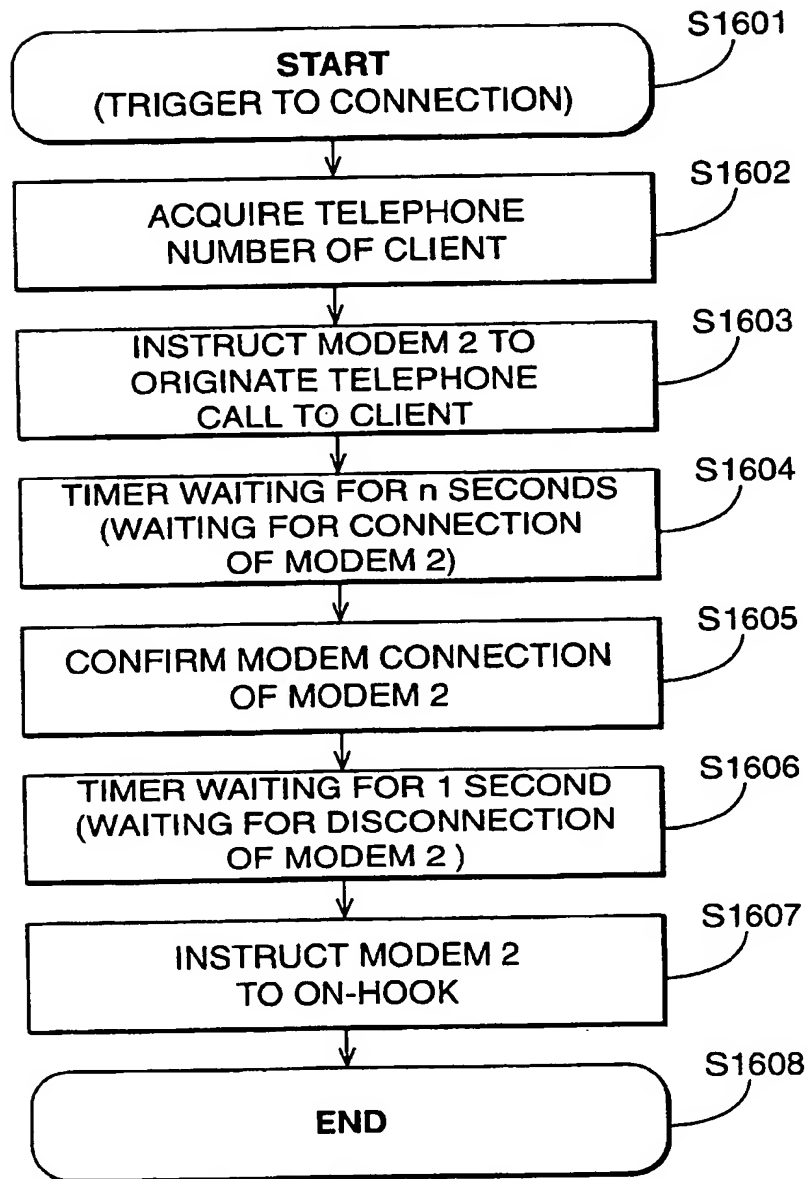 S1601
START
(TRIGGER TO CONNECTION)
S1602
ACQUIRE TELEPHONE
NUMBER OF CLIENT
S1603
INSTRUCT MODEM 2 TO
ORIGINATE TELEPHONE
CALL TO CLIENT
S1604
TIMER WAITING FOR n SECONDS
(WAITING FOR CONNECTION
OF MODEM 2)
S1605
CONFIRM MODEM CONNECTION
OF MODEM 2
S1606
TIMER WAITING FOR 1 SECOND
(WAITING FOR DISCONNECTION
OF MODEM 2 )
S1607
INSTRUCT MODEM 2
TO ON-HOOK
S1608
END